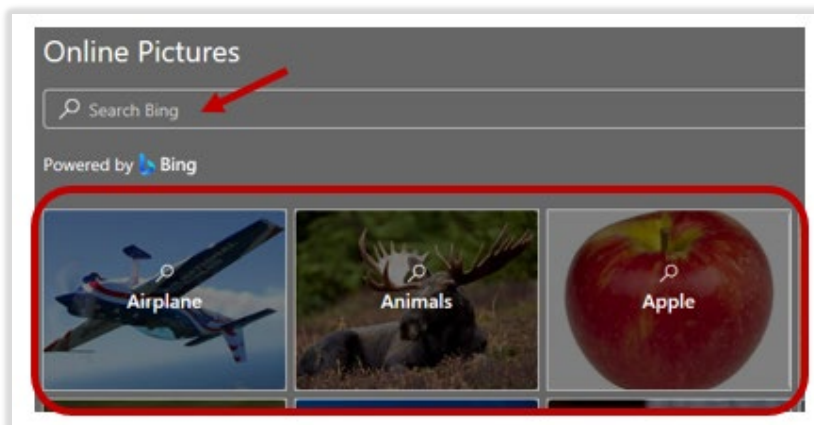 Online Pictures
Search Bing
Powered by Bing
Airplane
Animals
Apple